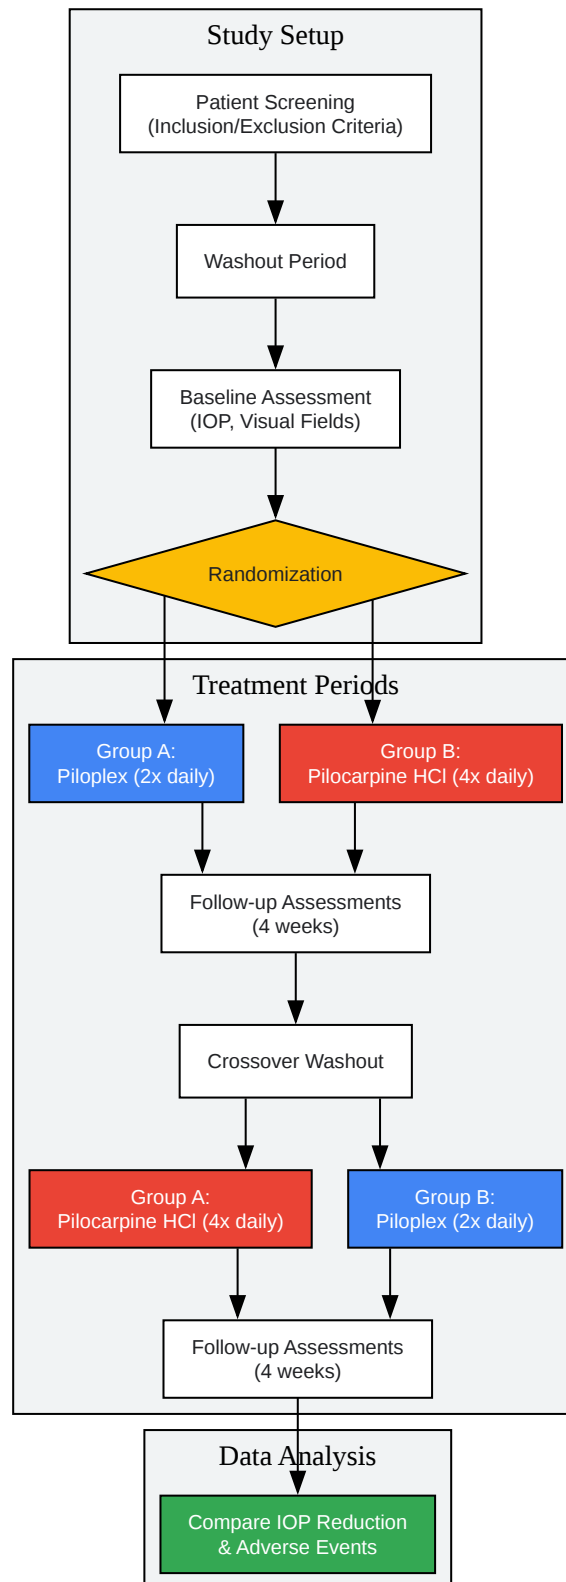 Study Setup
Patient Screening
(Inclusion/Exclusion Criteria)
Washout Period
Baseline Assessment
(IOP, Visual Fields)
Randomization
Treatment Periods
Group A:
Piloplex (2x daily)
Group B:
Pilocarpine HCl (4x daily)
Follow-up Assessments
(4 weeks)
Crossover Washout
Group A:
Pilocarpine HCl (4x daily)
Group B:
Piloplex (2x daily)
Follow-up Assessments
(4 weeks)
Data Analysis
Compare IOP Reduction
& Adverse Events